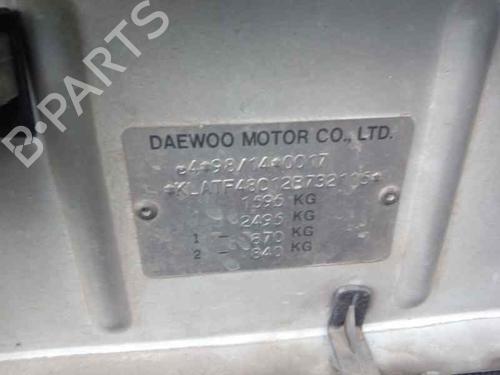 B-PARTS
DAEWOO MOTOR CO., LTD.
e4*98/14*0017
*KLATF48C12B732105*
1595 KG
2495 KG
1 - 870 KG
2 - 840 KG